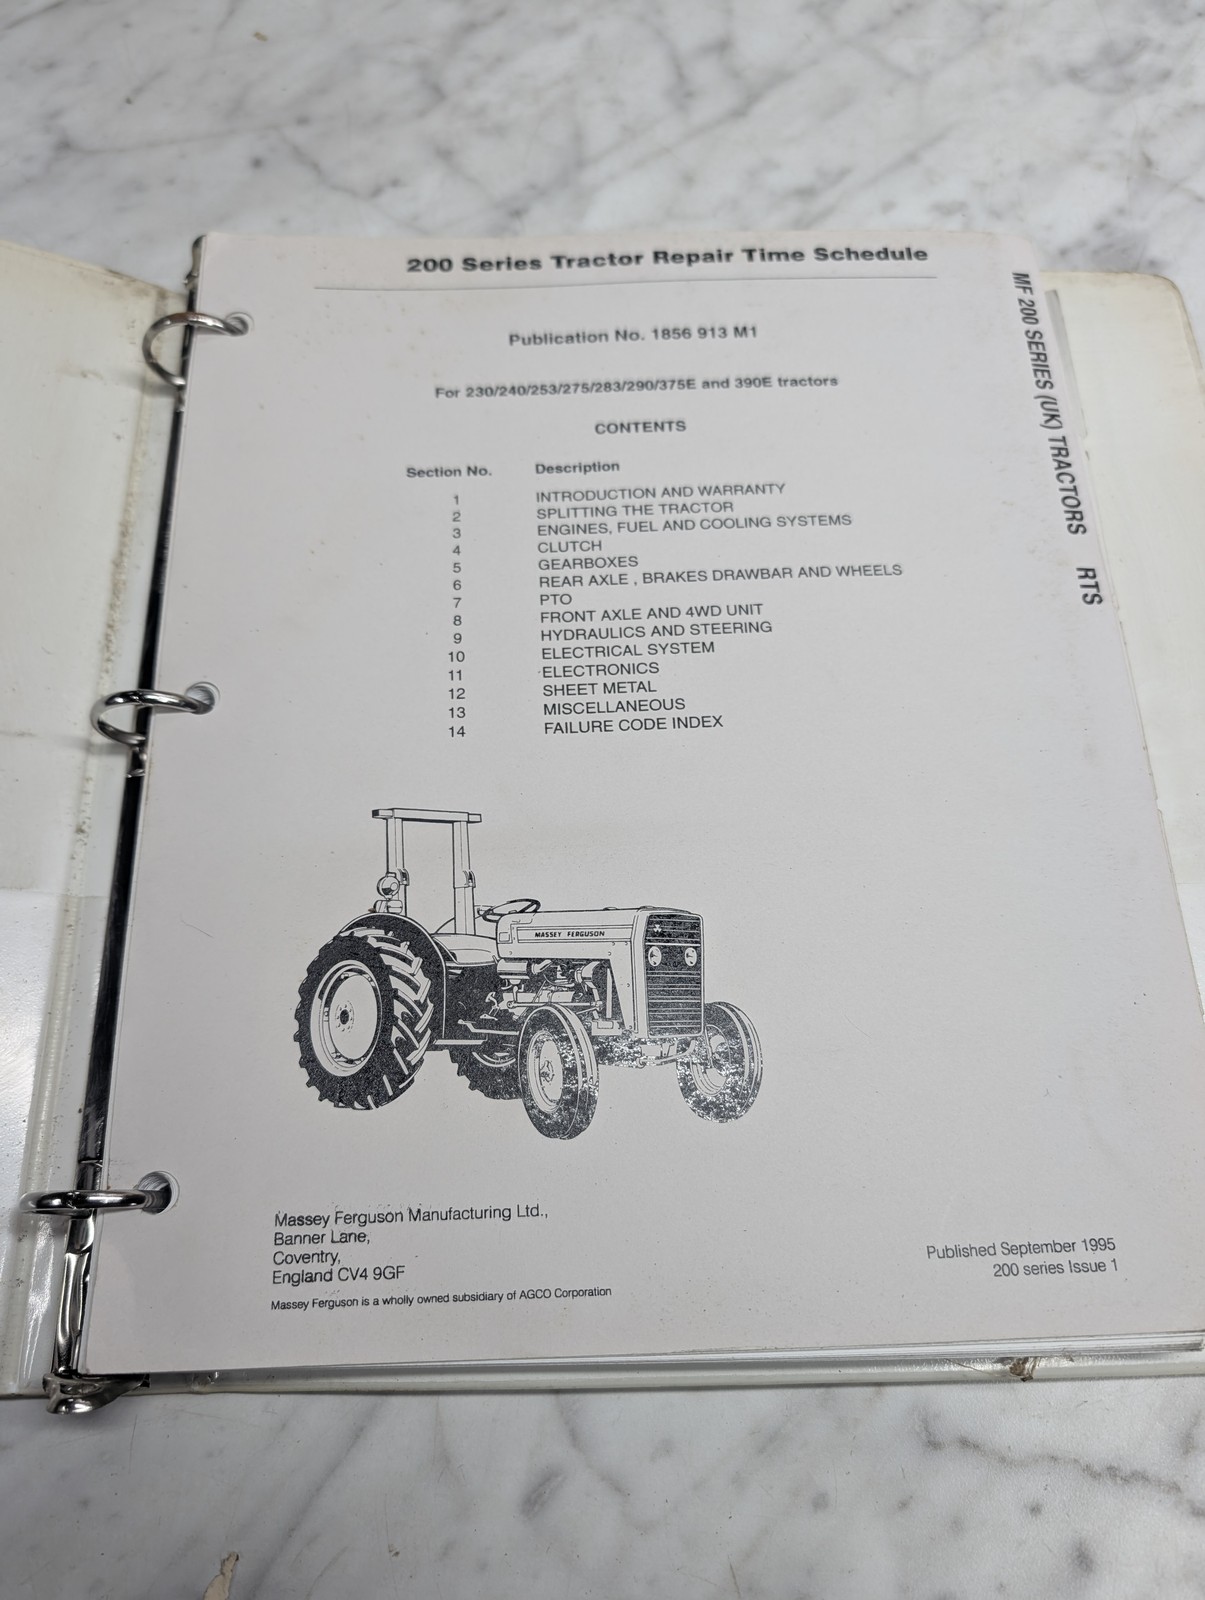 200 Series Tractor Repair Time Schedule
Publication No. 1856 913 M1
For 230/240/253/275/283/290/375E and 390E tractors
CONTENTS
Section No. Description
1 INTRODUCTION AND WARRANTY
2 SPLITTING THE TRACTOR
3 ENGINES, FUEL AND COOLING SYSTEMS
4 CLUTCH
5 GEARBOXES
6 REAR AXLE , BRAKES DRAWBAR AND WHEELS
7 PTO
8 FRONT AXLE AND 4WD UNIT
9 HYDRAULICS AND STEERING
10 ELECTRICAL SYSTEM
11 ELECTRONICS
12 SHEET METAL
13 MISCELLANEOUS
14 FAILURE CODE INDEX
MF 200 SERIES (UK) TRACTORS RTS
MASSEY FERGUSON
Massey Ferguson Manufacturing Ltd.,
Banner Lane,
Coventry,
England CV4 9GF
Massey Ferguson is a wholly owned subsidiary of AGCO Corporation
Published September 1995
200 series Issue 1